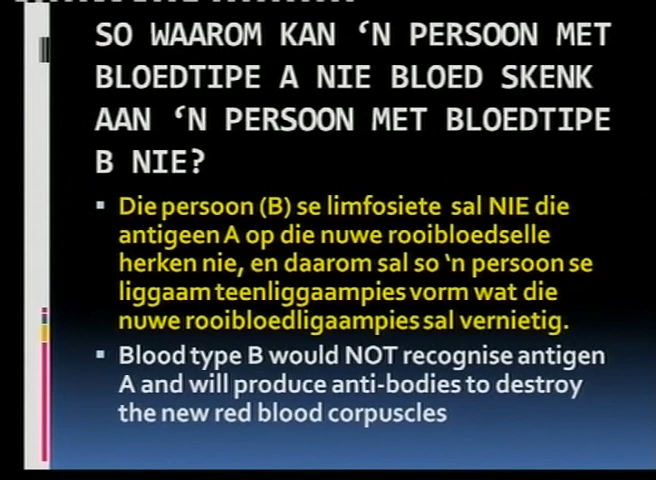 SO WAAROM KAN ‘N PERSOON MET
BLOEDTIPE A NIE BLOED SKENK
AAN ‘N PERSOON MET BLOEDTIPE
B NIE?
Die persoon (B) se limfosiete sal NIE die
antigeen A op die nuwe rooibloedselle
herken nie, en daarom sal so ‘n persoon se
liggaam teenliggaampies vorm wat die
nuwe rooibloedligaampies sal vernietig.
Blood type B would NOT recognise antigen
A and will produce anti-bodies to destroy
the new red blood corpuscles